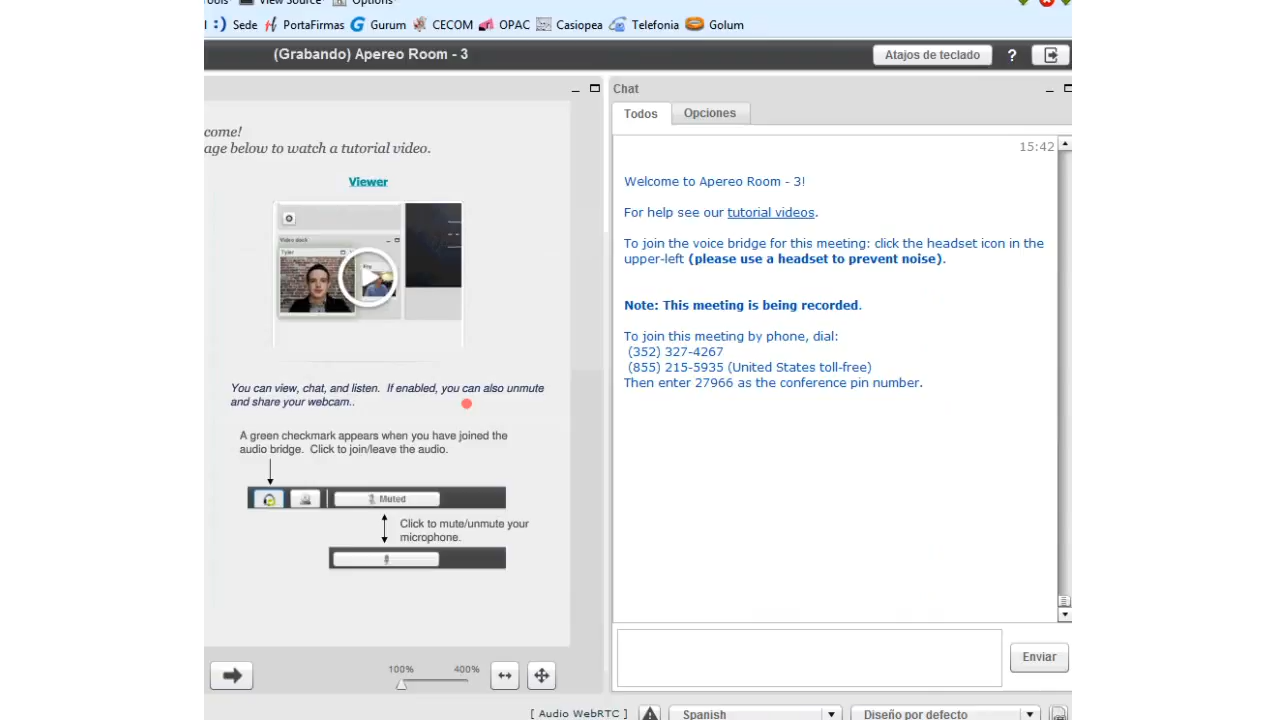 View Source Options
Sede PortaFirmas Gurum CECOM OPAC Casiopea Telefonia Golum
(Grabando) Apereo Room - 3
Atajos de teclado ?
Chat
Todos Opciones
come!
age below to watch a tutorial video.
Viewer
Video dock
Tyler
15:42
Welcome to Apereo Room - 3!
For help see our tutorial videos.
To join the voice bridge for this meeting: click the headset icon in the
upper-left (please use a headset to prevent noise).
Note: This meeting is being recorded.
To join this meeting by phone, dial:
(352) 327-4267
(855) 215-5935 (United States toll-free)
Then enter 27966 as the conference pin number.
You can view, chat, and listen. If enabled, you can also unmute
and share your webcam..
A green checkmark appears when you have joined the
audio bridge. Click to join/leave the audio.
Muted
Click to mute/unmute your
microphone.
100% 400%
Enviar
[ Audio WebRTC ] Spanish Diseño por defecto